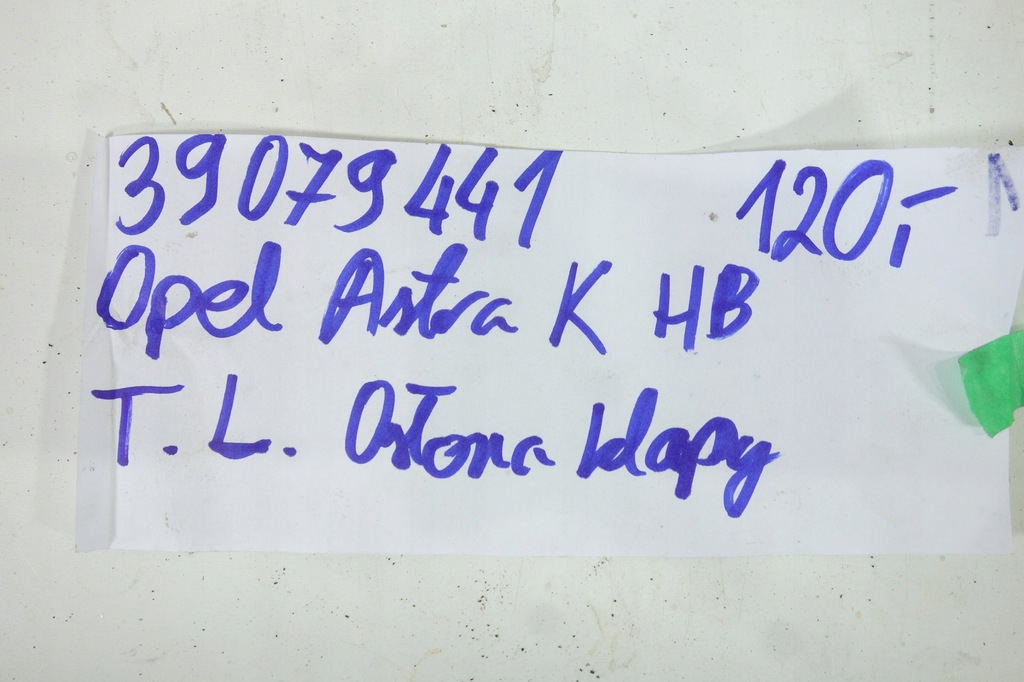 39079441 120,-
Opel Astra K HB
T. L. Osłona klapy